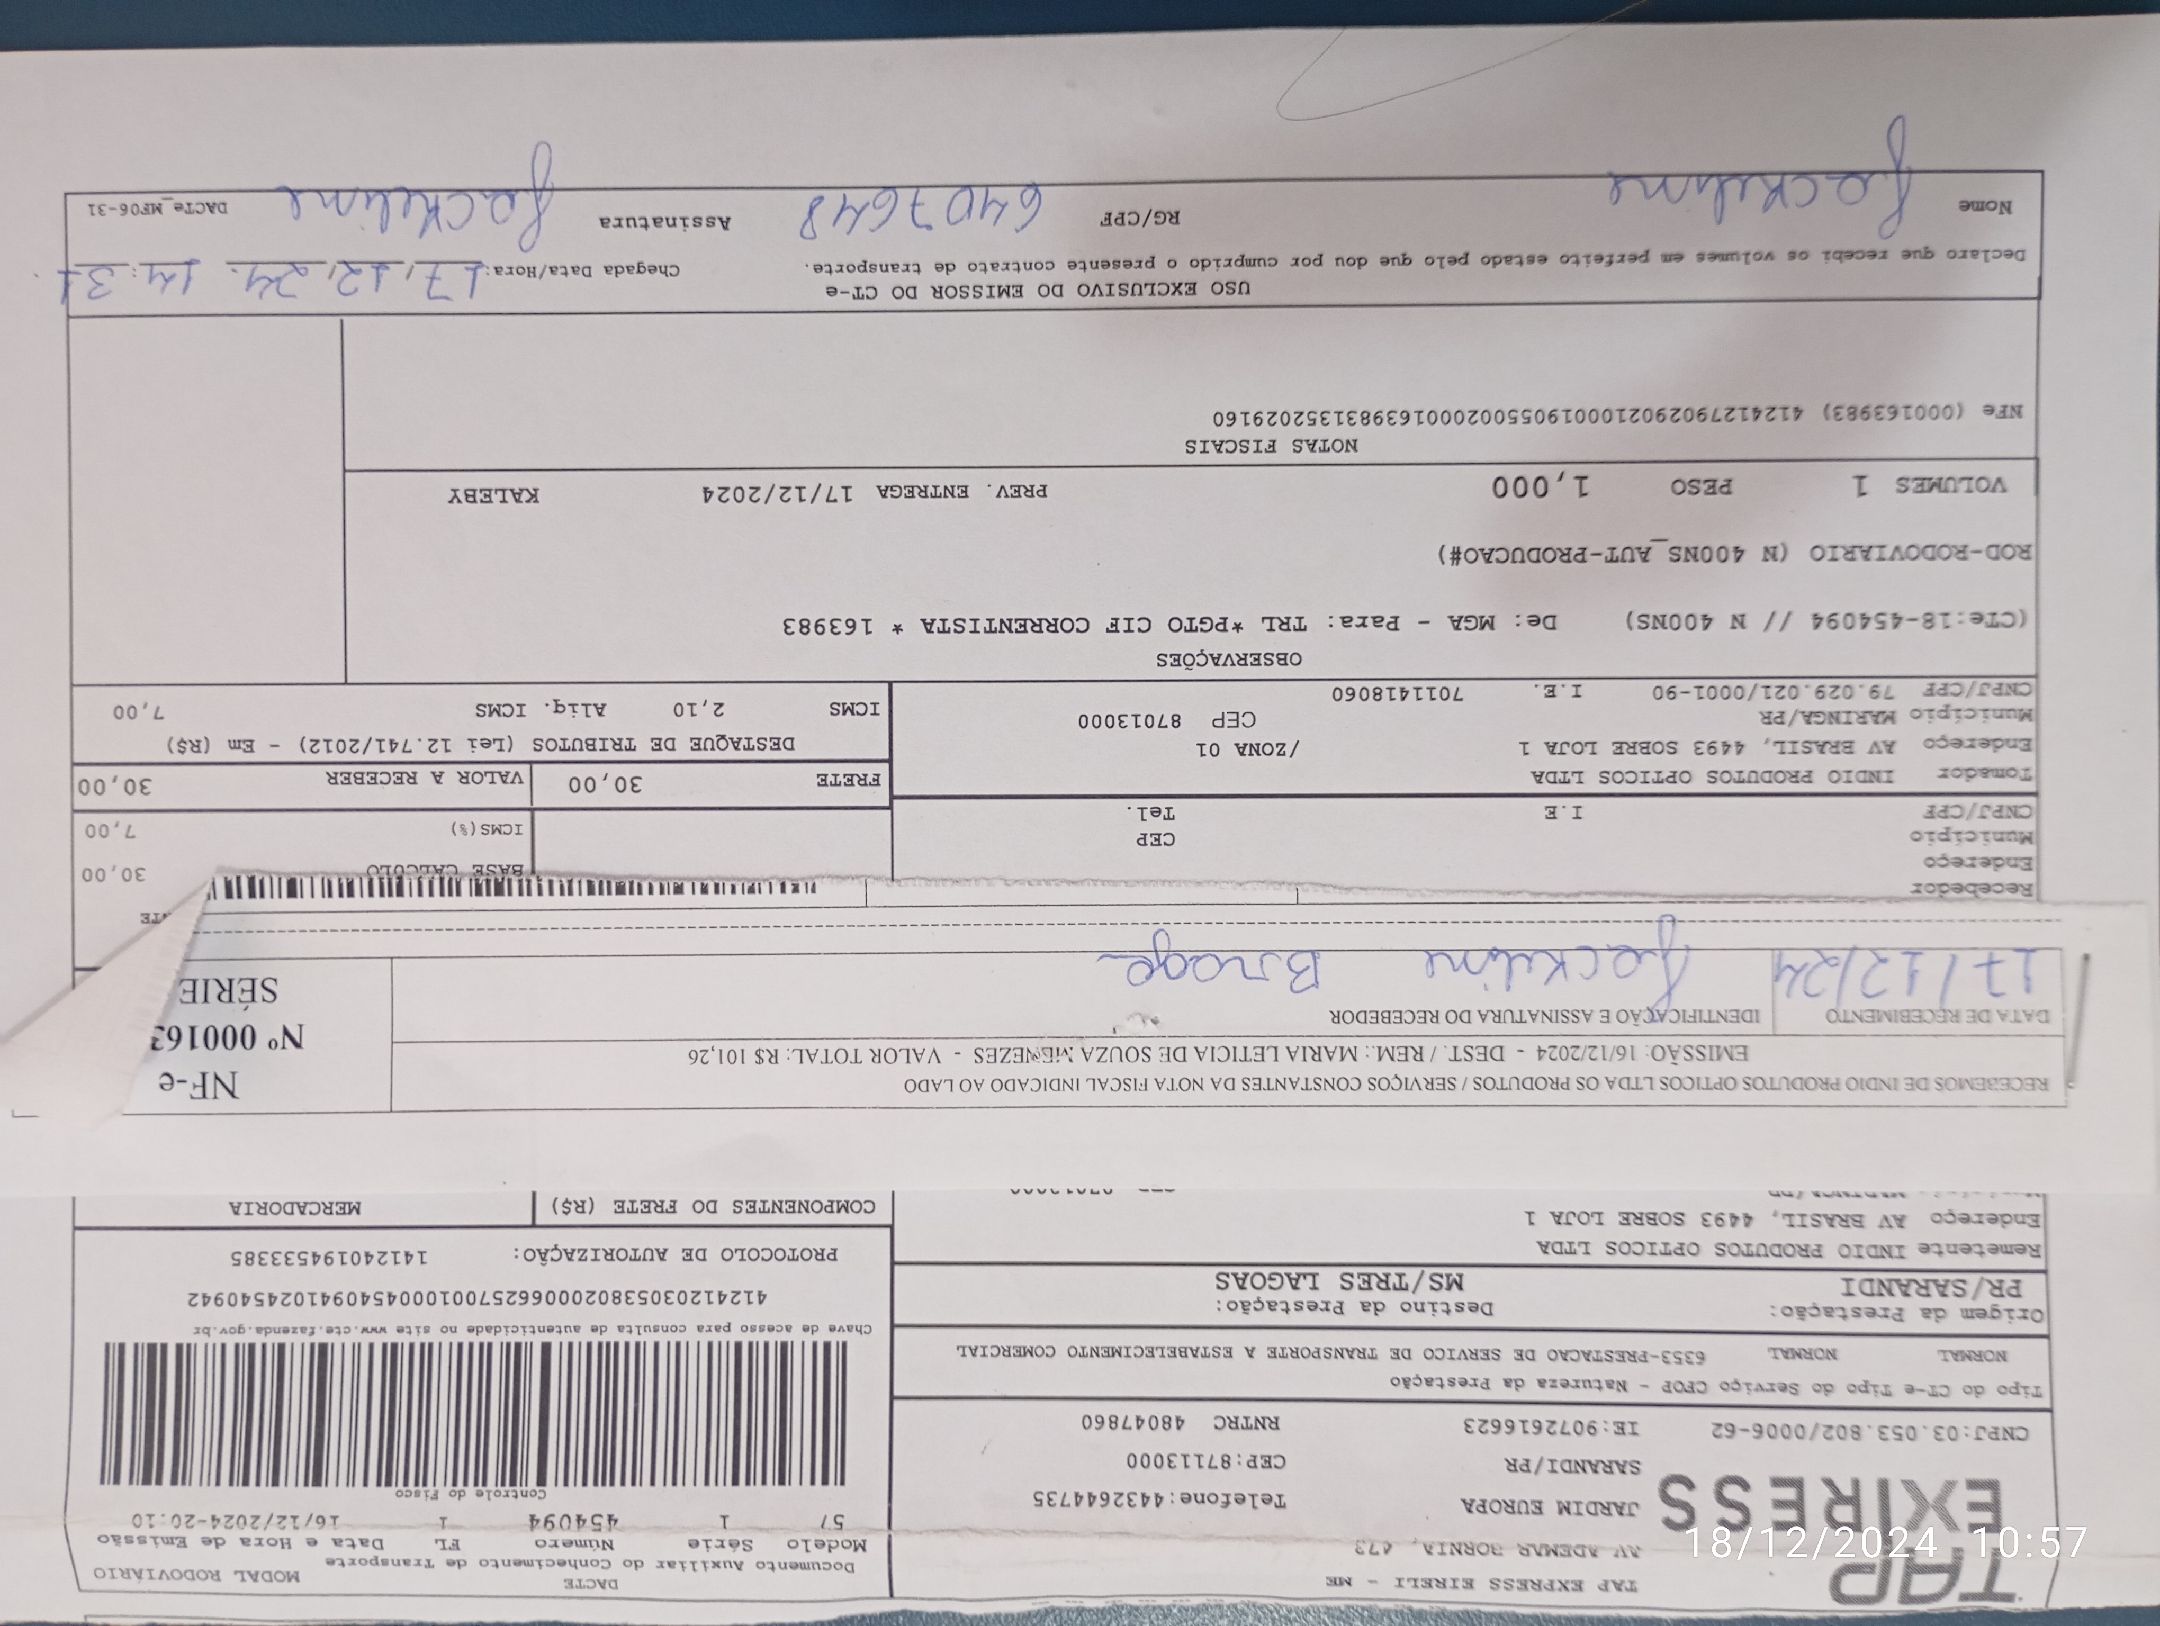 TAP EXPRESS EIRELI - ME
TAP
EXIRESS
AV ADEMAR BORNIA, 473
JARDIM EUROPA Telefone:4432644735
SARANDI/PR CEP:87113000
CNPJ:03.053.802/0006-62 IE:9072616623 RNTRC 48047860
DACTE MODAL RODOVIÁRIO
Documento Auxiliar do Conhecimento de Transporte
Modelo Série Número FL Data e Hora de Emissão
57 1 454094 1 16/12/2024-20:10
Controle do Fisco
Chave de acesso para consulta de autenticidade no site www.cte.fazenda.gov.br
41241203053802000662570010004540941024540942
PROTOCOLO DE AUTORIZAÇÃO: 141240194533385
Tipo do CT-e Tipo do Serviço CFOP - Natureza da Prestação
NORMAL NORMAL 6353-PRESTACAO DE SERVICO DE TRANSPORTE A ESTABELECIMENTO COMERCIAL
Origem da Prestação: Destino da Prestação:
PR/SARANDI MS/TRES LAGOAS
Remetente INDIO PRODUTOS OPTICOS LTDA
Endereço AV BRASIL, 4493 SOBRE LOJA 1
COMPONENTES DO FRETE (R$) MERCADORIA
RECEBEMOS DE INDIO PRODUTOS OPTICOS LTDA OS PRODUTOS / SERVIÇOS CONSTANTES DA NOTA FISCAL INDICADO AO LADO
EMISSÃO: 16/12/2024 - DEST. / REM.: MARIA LETICIA DE SOUZA MENEZES - VALOR TOTAL: R$ 101,26
DATA DE RECEBIMENTO IDENTIFICAÇÃO E ASSINATURA DO RECEBEDOR
17/12/24 Jackeline
NF-e
Nº 000163
SÉRIE
Recebedor
Endereço
Município CEP
CNPJ/CPF I.E Tel.
BASE CALCULO 30,00
ICMS(%) 7,00
FRETE 30,00 VALOR A RECEBER 30,00
Tomador INDIO PRODUTOS OPTICOS LTDA
Endereço AV BRASIL, 4493 SOBRE LOJA 1 /ZONA 01
Município MARINGA/PR CEP 87013000
CNPJ/CPF 79.029.021/0001-90 I.E. 7011418060
DESTAQUE DE TRIBUTOS (Lei 12.741/2012) - Em (R$)
ICMS 2,10 Aliq. ICMS 7,00
OBSERVAÇÕES
(CTe:18-454094 // N 400NS) De: MGA - Para: TRL *PGTO CIF CORRENTISTA * 163983
ROD-RODOVIARIO (N 400NS_AUT-PRODUCAO#)
VOLUMES 1 PESO 1,000 PREV. ENTREGA 17/12/2024 KALEBY
NOTAS FISCAIS
NFe (000163983) 41241279029021000190550020001639831352029160
USO EXCLUSIVO DO EMISSOR DO CT-e
Declaro que recebi os volumes em perfeito estado pelo que dou por cumprido o presente contrato de transporte. Chegada Data/Hora: 17/12/24 14:31
Nome Jackeline RG/CPF 6407648 Assinatura Jackeline DACTe_MF06-31
18/12/2024 10:57